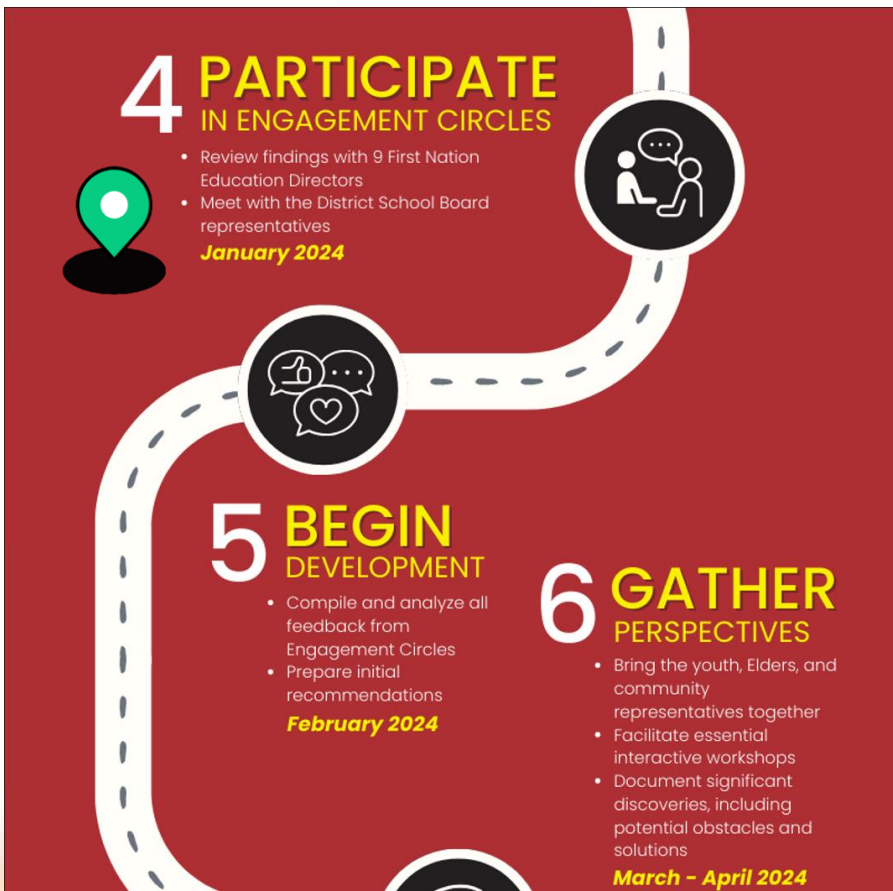 4 PARTICIPATE
IN ENGAGEMENT CIRCLES
• Review findings with 9 First Nation
Education Directors
• Meet with the District School Board
representatives
January 2024
5 BEGIN
DEVELOPMENT
• Compile and analyze all
feedback from
Engagement Circles
• Prepare initial
recommendations
February 2024
6 GATHER
PERSPECTIVES
• Bring the youth, Elders, and
community
representatives together
• Facilitate essential
interactive workshops
• Document significant
discoveries, including
potential obstacles and
solutions
March - April 2024